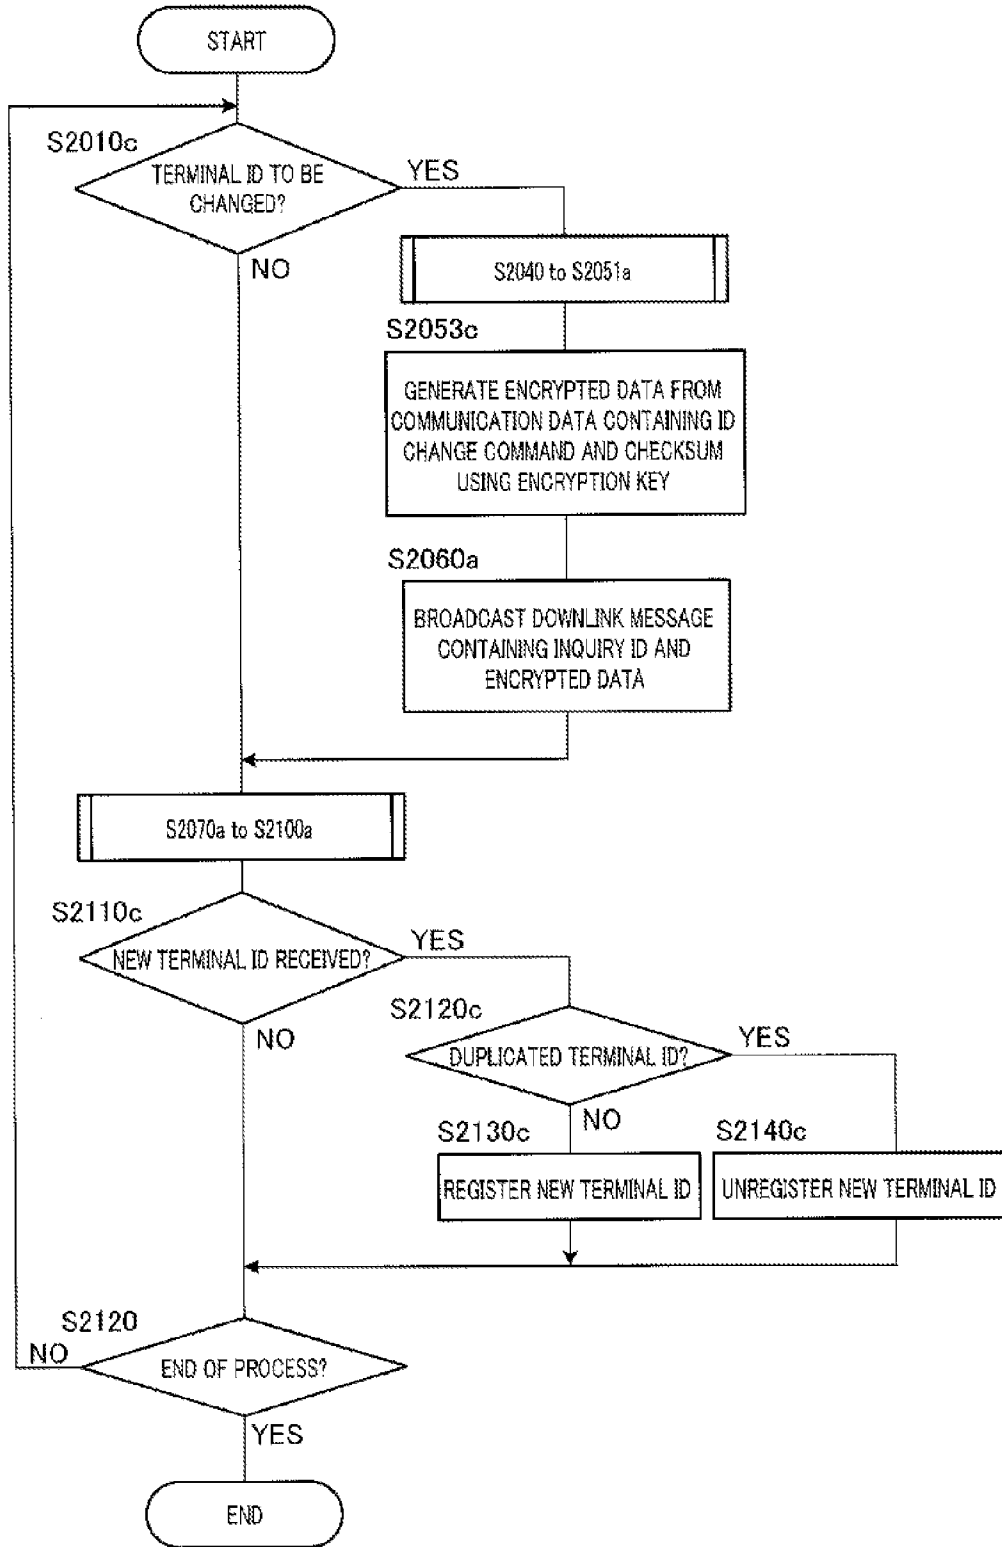 START
S2010c
TERMINAL ID TO BE
CHANGED?
YES
NO
S2040 to S2051a
S2053c
GENERATE ENCRYPTED DATA FROM
COMMUNICATION DATA CONTAINING ID
CHANGE COMMAND AND CHECKSUM
USING ENCRYPTION KEY
S2060a
BROADCAST DOWNLINK MESSAGE
CONTAINING INQUIRY ID AND
ENCRYPTED DATA
S2070a to S2100a
S2110c
NEW TERMINAL ID RECEIVED?
YES
NO
S2120c
DUPLICATED TERMINAL ID?
YES
NO
S2130c
REGISTER NEW TERMINAL ID
S2140c
UNREGISTER NEW TERMINAL ID
S2120
NO
END OF PROCESS?
YES
END